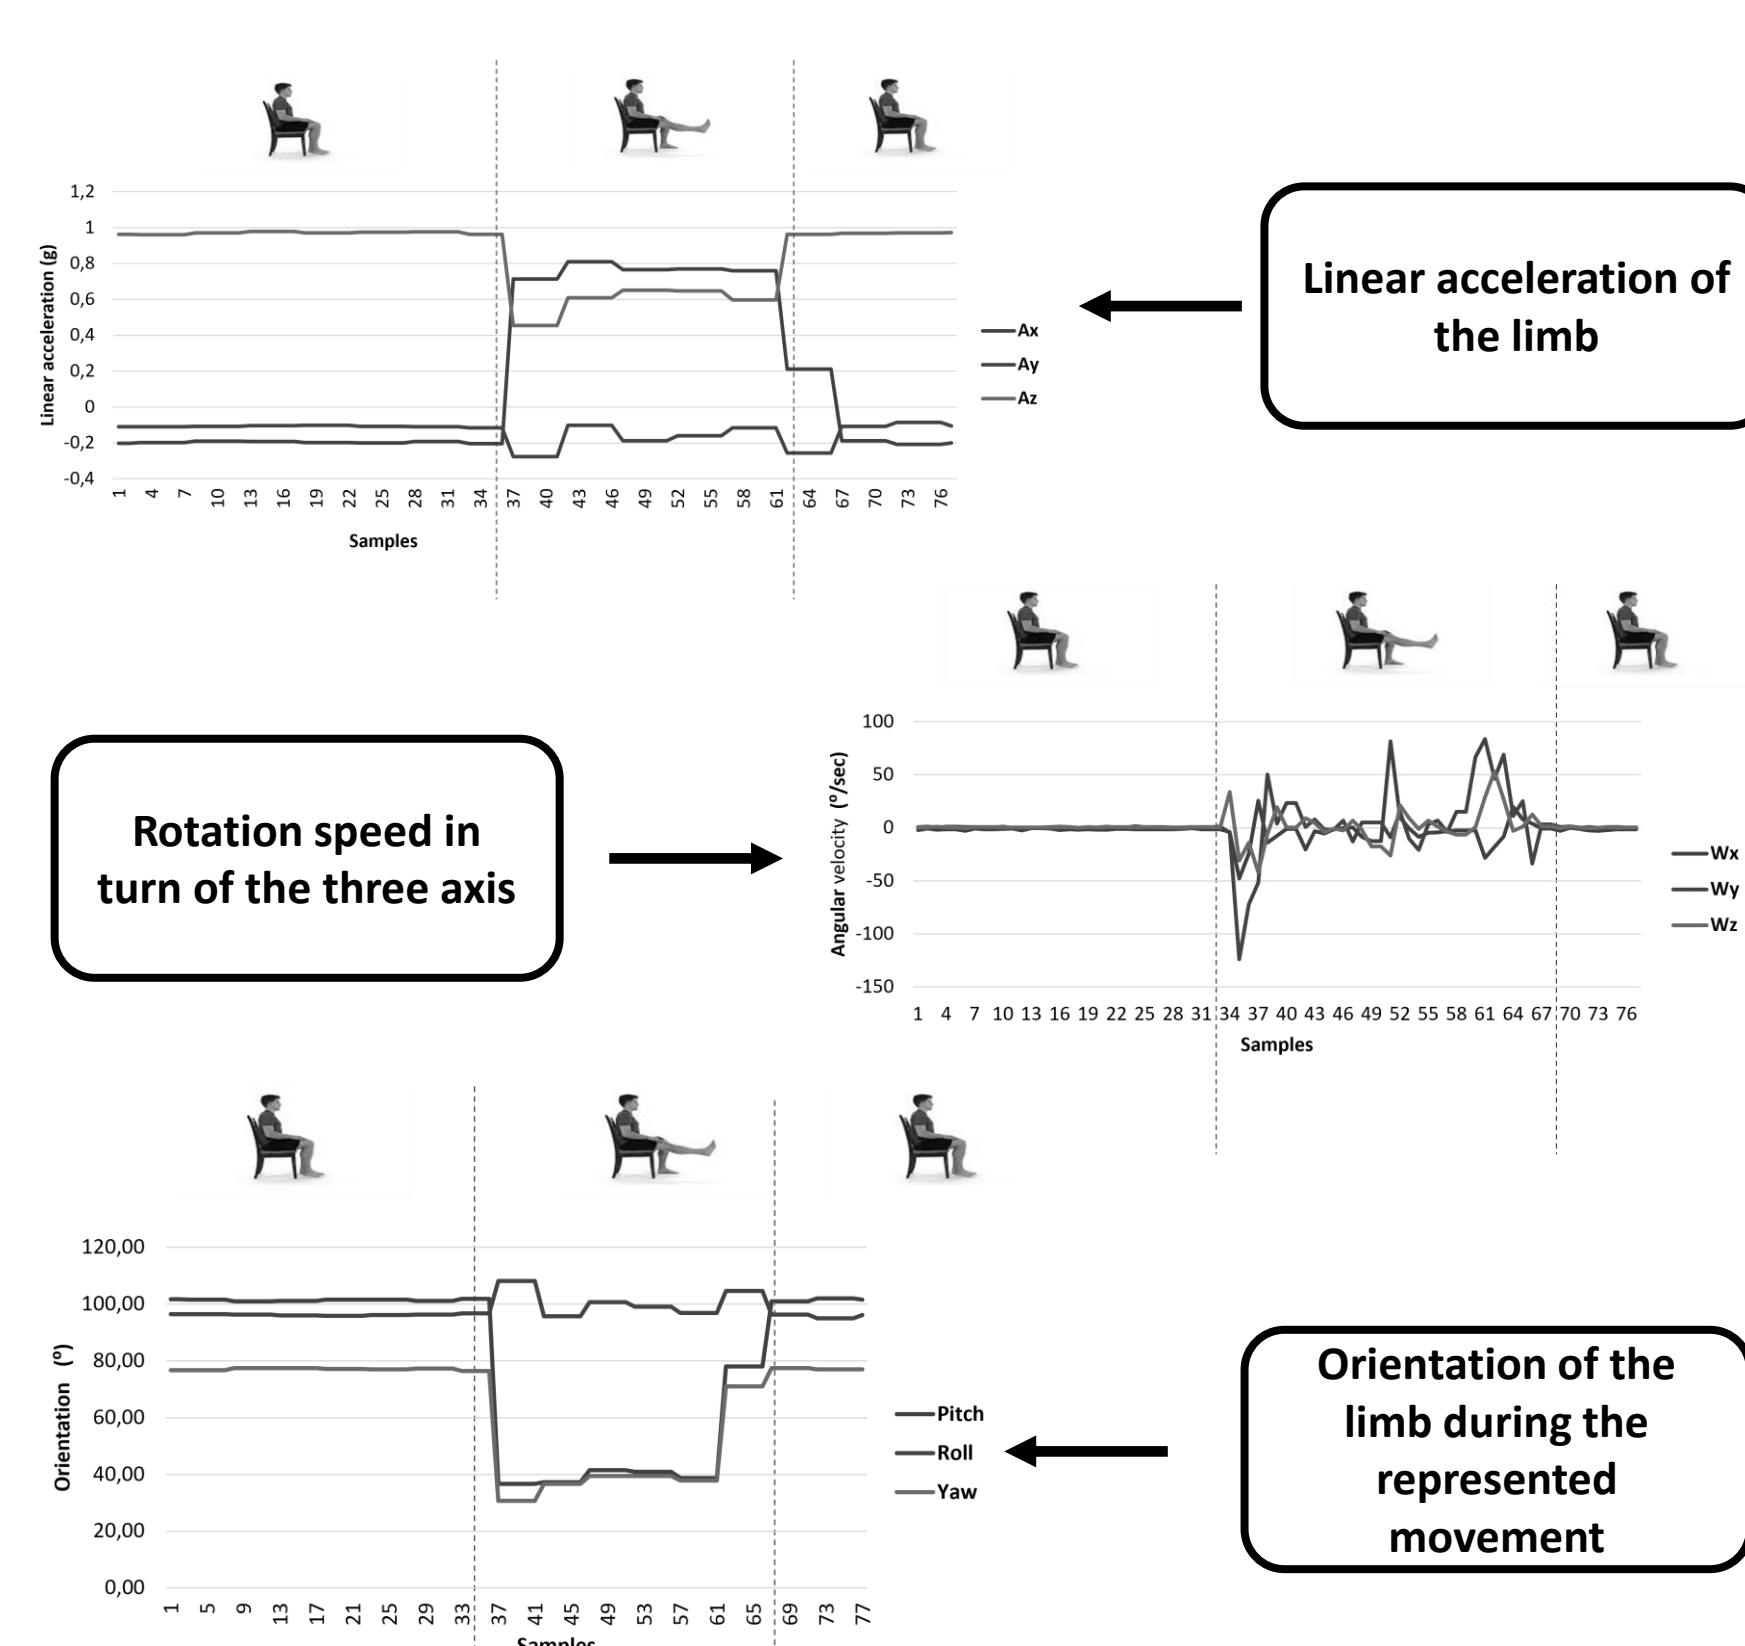 1,2
1
0,8
0,6
0,4
0,2
0
-0,2
-0,4
Linear acceleration (g)
1 4 7 10 13 16 19 22 25 28 31 34 37 40 43 46 49 52 55 58 61 64 67 70 73 76
Samples
Ax
Ay
Az
Linear acceleration of
the limb
Rotation speed in
turn of the three axis
100
50
0
-50
-100
-150
Angular velocity (º/sec)
1 4 7 10 13 16 19 22 25 28 31 34 37 40 43 46 49 52 55 58 61 64 67 70 73 76
Samples
Wx
Wy
Wz
120,00
100,00
80,00
60,00
40,00
20,00
0,00
Orientation (º)
1 5 9 13 17 21 25 29 33 37 41 45 49 53 57 61 65 69 73 77
Samples
Pitch
Roll
Yaw
Orientation of the
limb during the
represented
movement